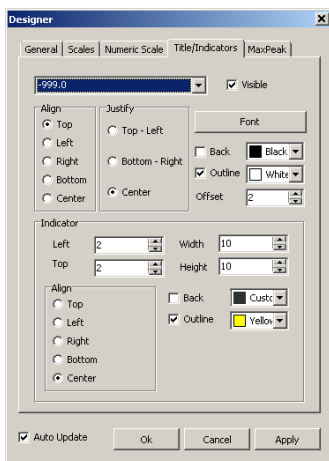 Designer
General Scales Numeric Scale Title/Indicators MaxPeak
-999.0 Visible
Align Justify
Top Font
Left Top - Left
Right Bottom - Right Back Black
Bottom Outline White
Center Center Offset 2
Indicator
Left 2 Width 10
Top 2 Height 10
Align
Top Back Custo
Left Outline Yellow
Right
Bottom
Center
Auto Update Ok Cancel Apply